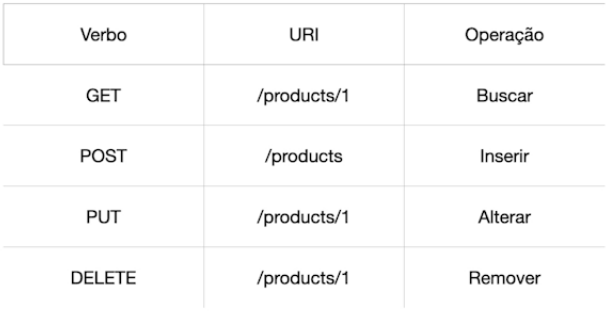 Verbo URI Operação
GET /products/1 Buscar
POST /products Inserir
PUT /products/1 Alterar
DELETE /products/1 Remover